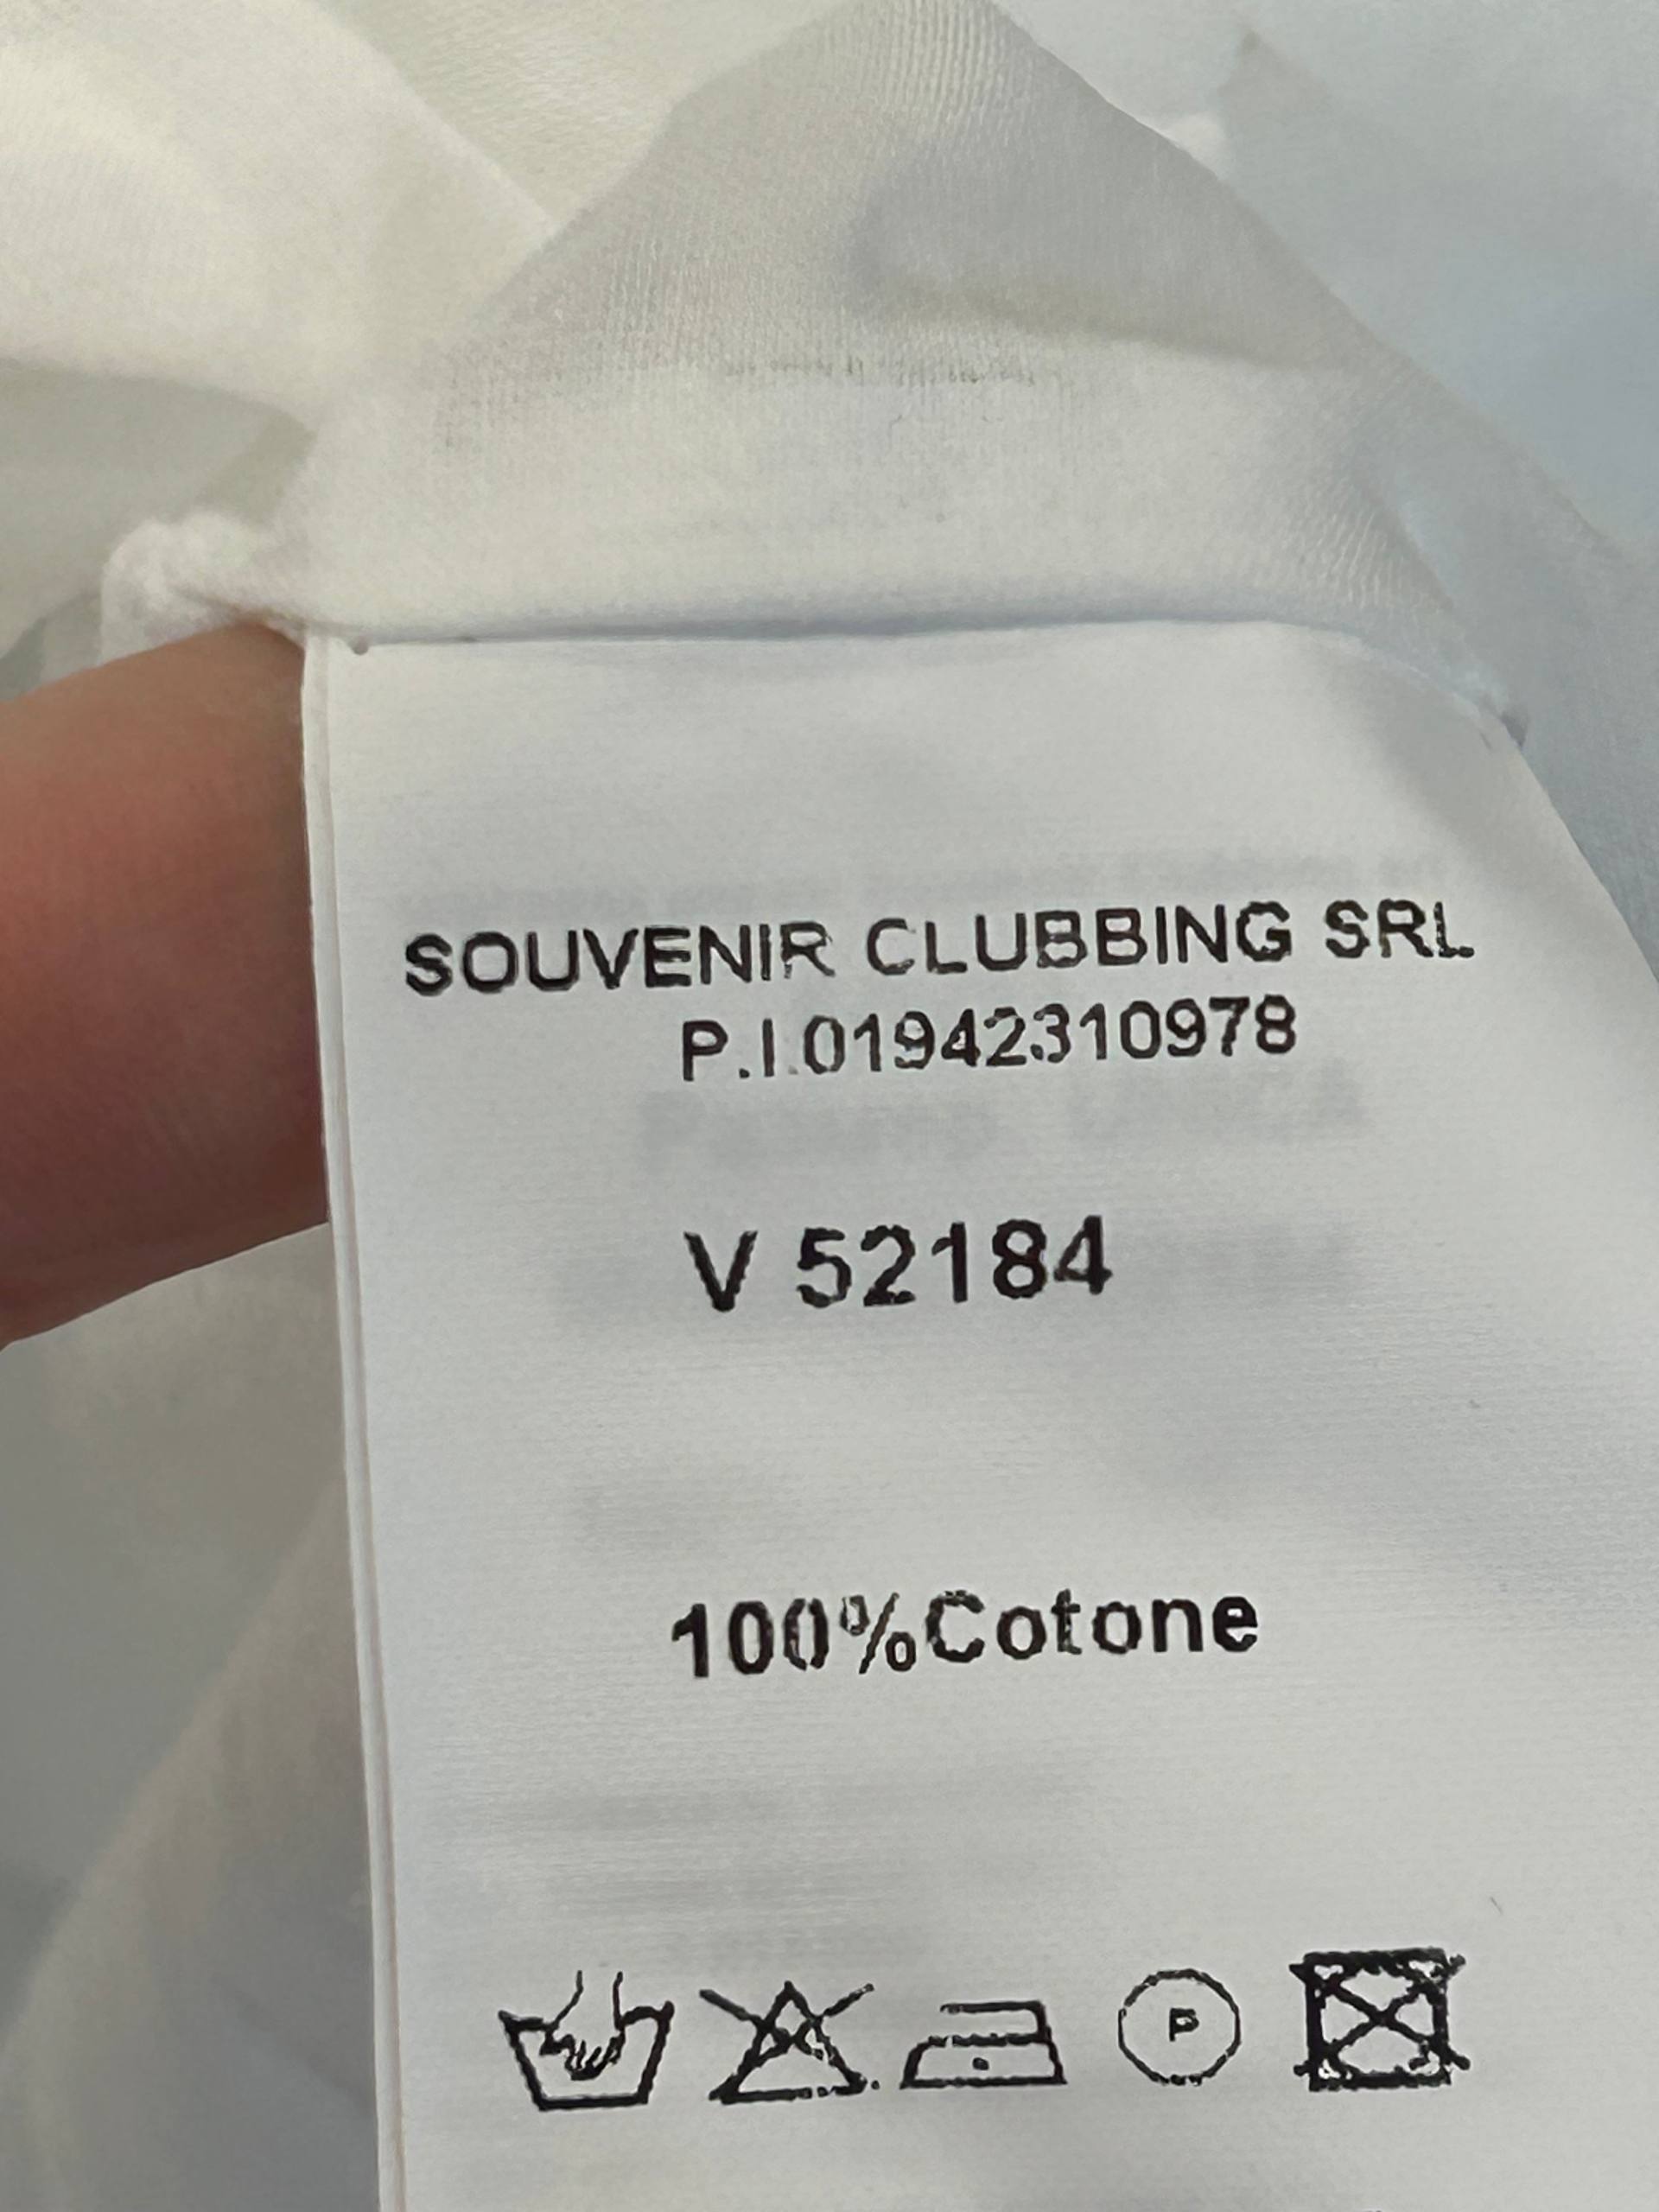 SOUVENIR CLUBBING SRL
P.I.01942310978
V 52184
100%Cotone
P